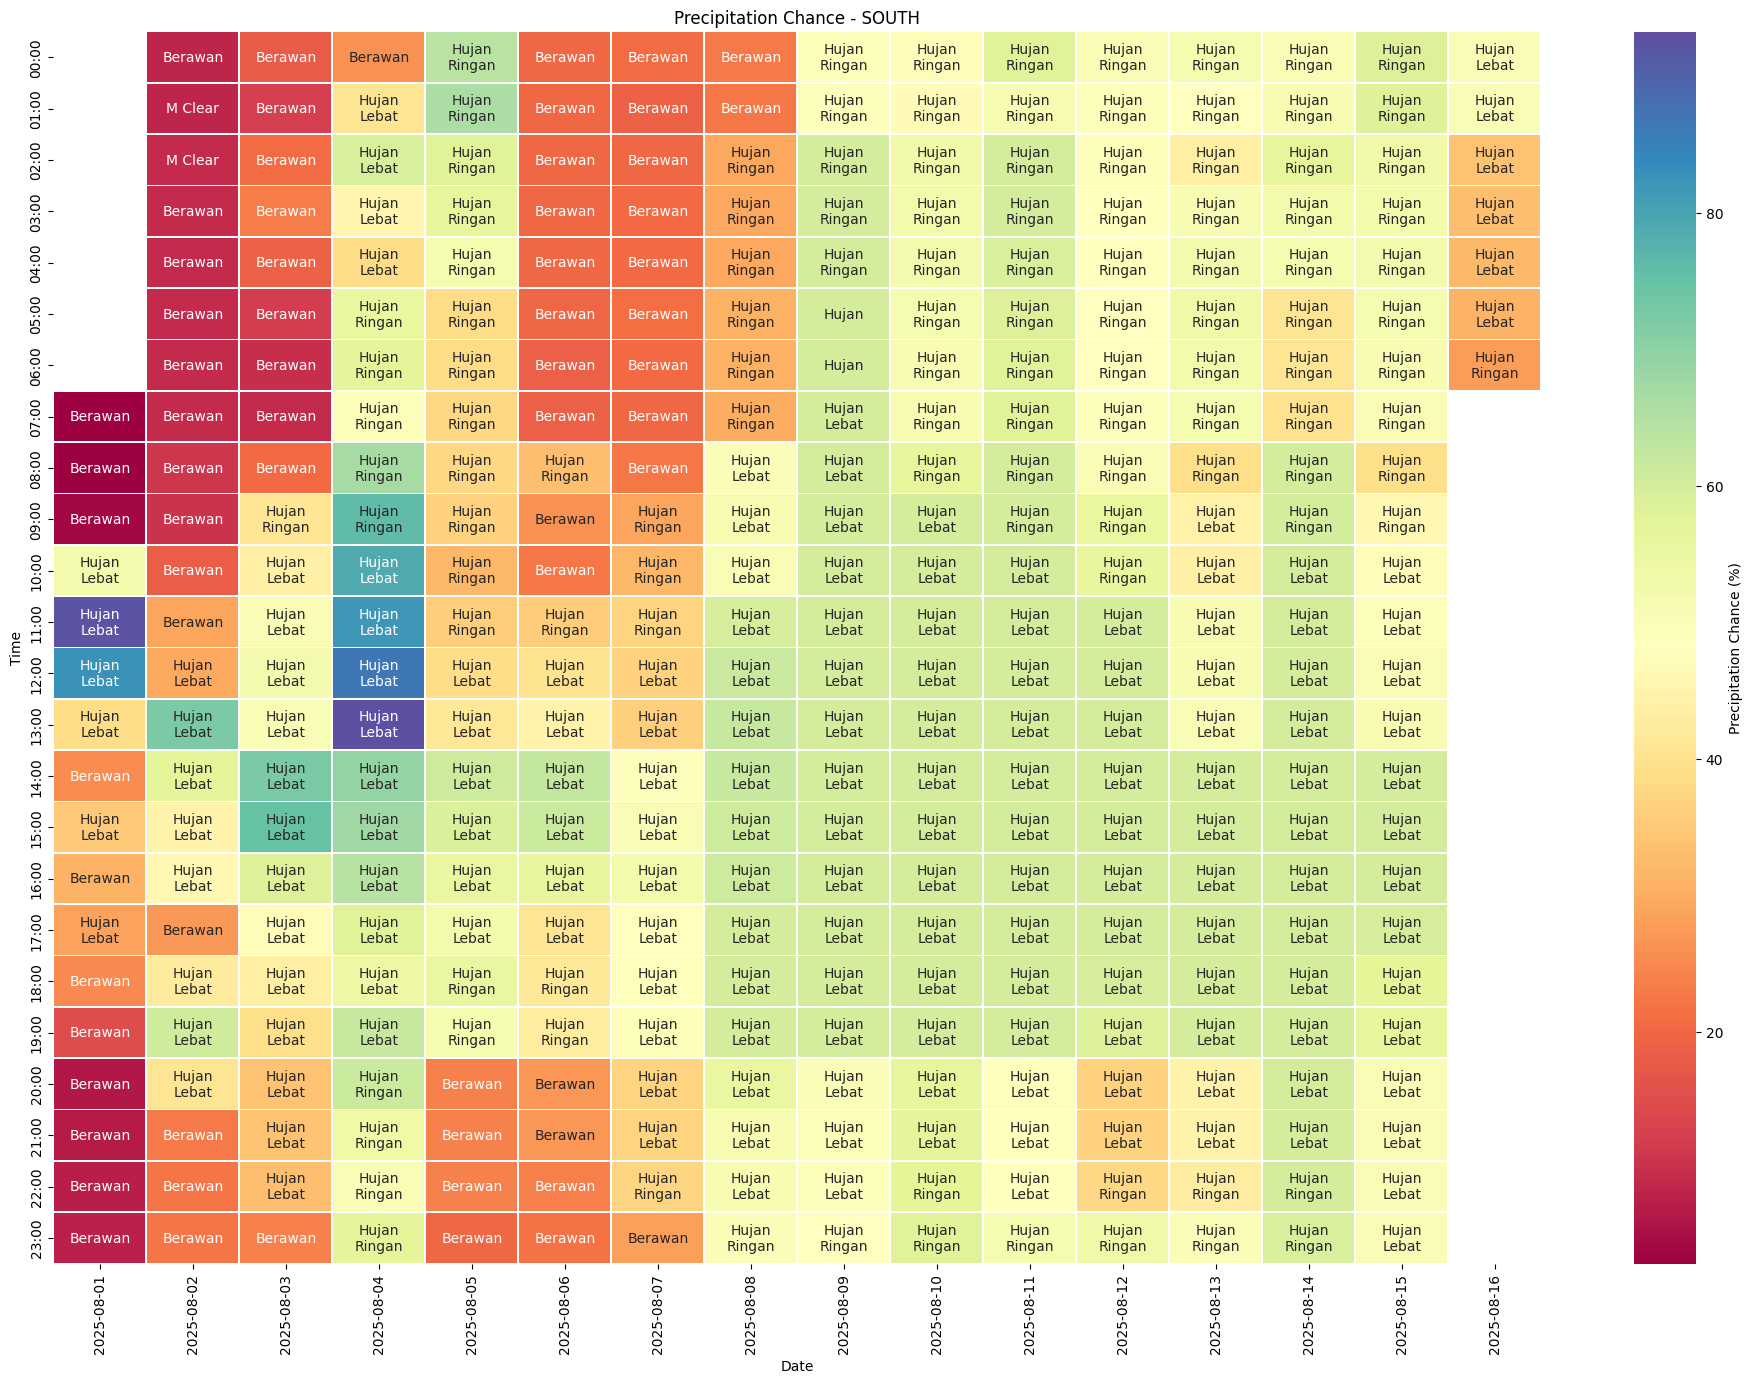 Precipitation Chance - SOUTH
00:00 Berawan Berawan Berawan Hujan Ringan Berawan Berawan Berawan Hujan Ringan Hujan Ringan Hujan Ringan Hujan Ringan Hujan Ringan Hujan Ringan Hujan Ringan Hujan Lebat
01:00 M Clear Berawan Hujan Lebat Hujan Ringan Berawan Berawan Berawan Hujan Ringan Hujan Ringan Hujan Ringan Hujan Ringan Hujan Ringan Hujan Ringan Hujan Ringan Hujan Lebat
02:00 M Clear Berawan Hujan Lebat Hujan Ringan Berawan Berawan Hujan Ringan Hujan Ringan Hujan Ringan Hujan Ringan Hujan Ringan Hujan Ringan Hujan Ringan Hujan Ringan Hujan Lebat
03:00 Berawan Berawan Hujan Lebat Hujan Ringan Berawan Berawan Hujan Ringan Hujan Ringan Hujan Ringan Hujan Ringan Hujan Ringan Hujan Ringan Hujan Ringan Hujan Ringan Hujan Lebat
04:00 Berawan Berawan Hujan Lebat Hujan Ringan Berawan Berawan Hujan Ringan Hujan Ringan Hujan Ringan Hujan Ringan Hujan Ringan Hujan Ringan Hujan Ringan Hujan Ringan Hujan Lebat
05:00 Berawan Berawan Hujan Ringan Hujan Ringan Berawan Berawan Hujan Ringan Hujan Hujan Ringan Hujan Ringan Hujan Ringan Hujan Ringan Hujan Ringan Hujan Ringan Hujan Lebat
06:00 Berawan Berawan Hujan Ringan Hujan Ringan Berawan Berawan Hujan Ringan Hujan Hujan Ringan Hujan Ringan Hujan Ringan Hujan Ringan Hujan Ringan Hujan Ringan Hujan Ringan
07:00 Berawan Berawan Berawan Hujan Ringan Hujan Ringan Berawan Berawan Hujan Ringan Hujan Lebat Hujan Ringan Hujan Ringan Hujan Ringan Hujan Ringan Hujan Ringan Hujan Ringan
08:00 Berawan Berawan Berawan Hujan Ringan Hujan Ringan Hujan Ringan Berawan Hujan Lebat Hujan Lebat Hujan Ringan Hujan Ringan Hujan Ringan Hujan Ringan Hujan Ringan Hujan Ringan
09:00 Berawan Berawan Hujan Ringan Hujan Ringan Hujan Ringan Berawan Hujan Ringan Hujan Lebat Hujan Lebat Hujan Lebat Hujan Ringan Hujan Ringan Hujan Lebat Hujan Ringan Hujan Ringan
10:00 Hujan Lebat Berawan Hujan Lebat Hujan Lebat Hujan Ringan Berawan Hujan Ringan Hujan Lebat Hujan Lebat Hujan Lebat Hujan Lebat Hujan Ringan Hujan Lebat Hujan Lebat Hujan Lebat
11:00 Hujan Lebat Berawan Hujan Lebat Hujan Lebat Hujan Ringan Hujan Ringan Hujan Ringan Hujan Lebat Hujan Lebat Hujan Lebat Hujan Lebat Hujan Lebat Hujan Lebat Hujan Lebat Hujan Lebat
12:00 Hujan Lebat Hujan Lebat Hujan Lebat Hujan Lebat Hujan Lebat Hujan Lebat Hujan Lebat Hujan Lebat Hujan Lebat Hujan Lebat Hujan Lebat Hujan Lebat Hujan Lebat Hujan Lebat Hujan Lebat
13:00 Hujan Lebat Hujan Lebat Hujan Lebat Hujan Lebat Hujan Lebat Hujan Lebat Hujan Lebat Hujan Lebat Hujan Lebat Hujan Lebat Hujan Lebat Hujan Lebat Hujan Lebat Hujan Lebat Hujan Lebat
14:00 Berawan Hujan Lebat Hujan Lebat Hujan Lebat Hujan Lebat Hujan Lebat Hujan Lebat Hujan Lebat Hujan Lebat Hujan Lebat Hujan Lebat Hujan Lebat Hujan Lebat Hujan Lebat Hujan Lebat
15:00 Hujan Lebat Hujan Lebat Hujan Lebat Hujan Lebat Hujan Lebat Hujan Lebat Hujan Lebat Hujan Lebat Hujan Lebat Hujan Lebat Hujan Lebat Hujan Lebat Hujan Lebat Hujan Lebat Hujan Lebat
16:00 Berawan Hujan Lebat Hujan Lebat Hujan Lebat Hujan Lebat Hujan Lebat Hujan Lebat Hujan Lebat Hujan Lebat Hujan Lebat Hujan Lebat Hujan Lebat Hujan Lebat Hujan Lebat Hujan Lebat
17:00 Hujan Lebat Berawan Hujan Lebat Hujan Lebat Hujan Lebat Hujan Lebat Hujan Lebat Hujan Lebat Hujan Lebat Hujan Lebat Hujan Lebat Hujan Lebat Hujan Lebat Hujan Lebat Hujan Lebat
18:00 Berawan Hujan Lebat Hujan Lebat Hujan Lebat Hujan Ringan Hujan Ringan Hujan Lebat Hujan Lebat Hujan Lebat Hujan Lebat Hujan Lebat Hujan Lebat Hujan Lebat Hujan Lebat Hujan Lebat
19:00 Berawan Hujan Lebat Hujan Lebat Hujan Lebat Hujan Ringan Hujan Ringan Hujan Lebat Hujan Lebat Hujan Lebat Hujan Lebat Hujan Lebat Hujan Lebat Hujan Lebat Hujan Lebat Hujan Lebat
20:00 Berawan Hujan Lebat Hujan Lebat Hujan Ringan Berawan Berawan Hujan Lebat Hujan Lebat Hujan Lebat Hujan Lebat Hujan Lebat Hujan Lebat Hujan Lebat Hujan Lebat Hujan Lebat
21:00 Berawan Berawan Hujan Lebat Hujan Ringan Berawan Berawan Hujan Lebat Hujan Lebat Hujan Lebat Hujan Lebat Hujan Lebat Hujan Lebat Hujan Lebat Hujan Lebat Hujan Lebat
22:00 Berawan Berawan Hujan Lebat Hujan Ringan Berawan Berawan Hujan Ringan Hujan Lebat Hujan Lebat Hujan Ringan Hujan Lebat Hujan Ringan Hujan Ringan Hujan Ringan Hujan Lebat
23:00 Berawan Berawan Berawan Hujan Ringan Berawan Berawan Berawan Hujan Ringan Hujan Ringan Hujan Ringan Hujan Ringan Hujan Ringan Hujan Ringan Hujan Ringan Hujan Lebat
Time
2025-08-01 2025-08-02 2025-08-03 2025-08-04 2025-08-05 2025-08-06 2025-08-07 2025-08-08 2025-08-09 2025-08-10 2025-08-11 2025-08-12 2025-08-13 2025-08-14 2025-08-15 2025-08-16
Date
80
60
40
20
Precipitation Chance (%)